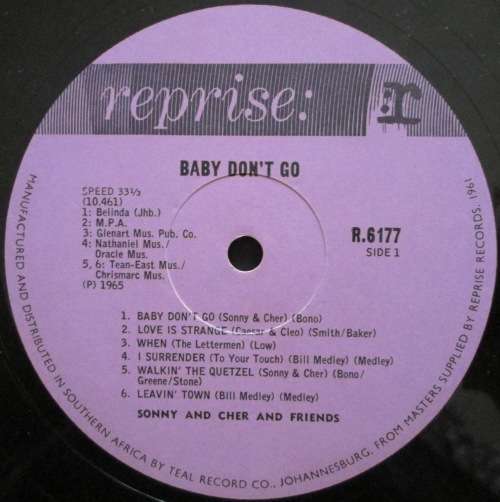 reprise:
:r
BABY DON'T GO
SPEED 33⅓
(10.461)
1: Belinda (Jhb.)
2: M.P.A.
3: Glenart Mus. Pub. Co.
4: Nathaniel Mus./
Oracle Mus.
5, 6: Tean-East Mus./
Chrismarc Mus.
(P) 1965
R.6177
SIDE 1
1. BABY DON'T GO (Sonny & Cher) (Bono)
2. LOVE IS STRANGE (Caesar & Cleo) (Smith/Baker)
3. WHEN (The Lettermen) (Low)
4. I SURRENDER (To Your Touch) (Bill Medley) (Medley)
5. WALKIN' THE QUETZEL (Sonny & Cher) (Bono/
Greene/Stone)
6. LEAVIN' TOWN (Bill Medley) (Medley)
SONNY AND CHER AND FRIENDS
MANUFACTURED AND DISTRIBUTED IN SOUTHERN AFRICA BY TEAL RECORD CO., JOHANNESBURG, FROM MASTERS SUPPLIED BY REPRISE RECORDS, 1961